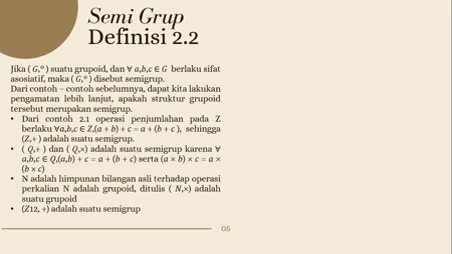 Semi Grup
Definisi 2.2
Jika ( G,° ) suatu grupoid, dan ∀ a,b,c ∈ G berlaku sifat
asosiatif, maka ( G,° ) disebut semigrup.
Dari contoh – contoh sebelumnya, dapat kita lakukan
pengamatan lebih lanjut, apakah struktur grupoid
tersebut merupakan semigrup.
• Dari contoh 2.1 operasi penjumlahan pada Z
berlaku ∀a,b,c ∈ Z,(a + b) + c = a + (b + c ), sehingga
(Z,+ ) adalah suatu semigrup.
• ( Q,+ ) dan ( Q,×) adalah suatu semigrup karena ∀
a,b,c ∈ Q,(a,b) + c = a + (b + c) serta (a × b) × c = a ×
(b × c)
• N adalah himpunan bilangan asli terhadap operasi
perkalian N adalah grupoid, ditulis ( N,×) adalah
suatu grupoid
• (Z12, +) adalah suatu semigrup
05